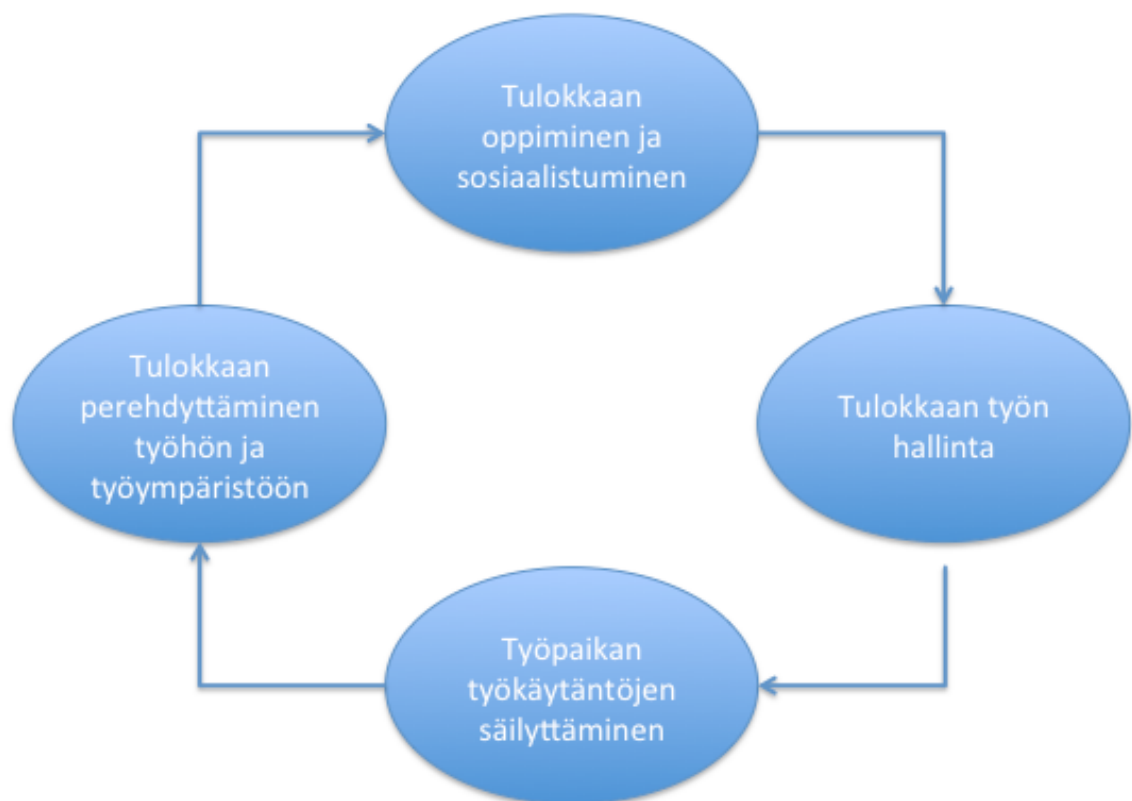 Tulokkaan
oppiminen ja
sosiaalistuminen
Tulokkaan
perehdyttäminen
työhön ja
työympäristöön
Tulokkaan työn
hallinta
Työpaikan
työkäytäntöjen
säilyttäminen